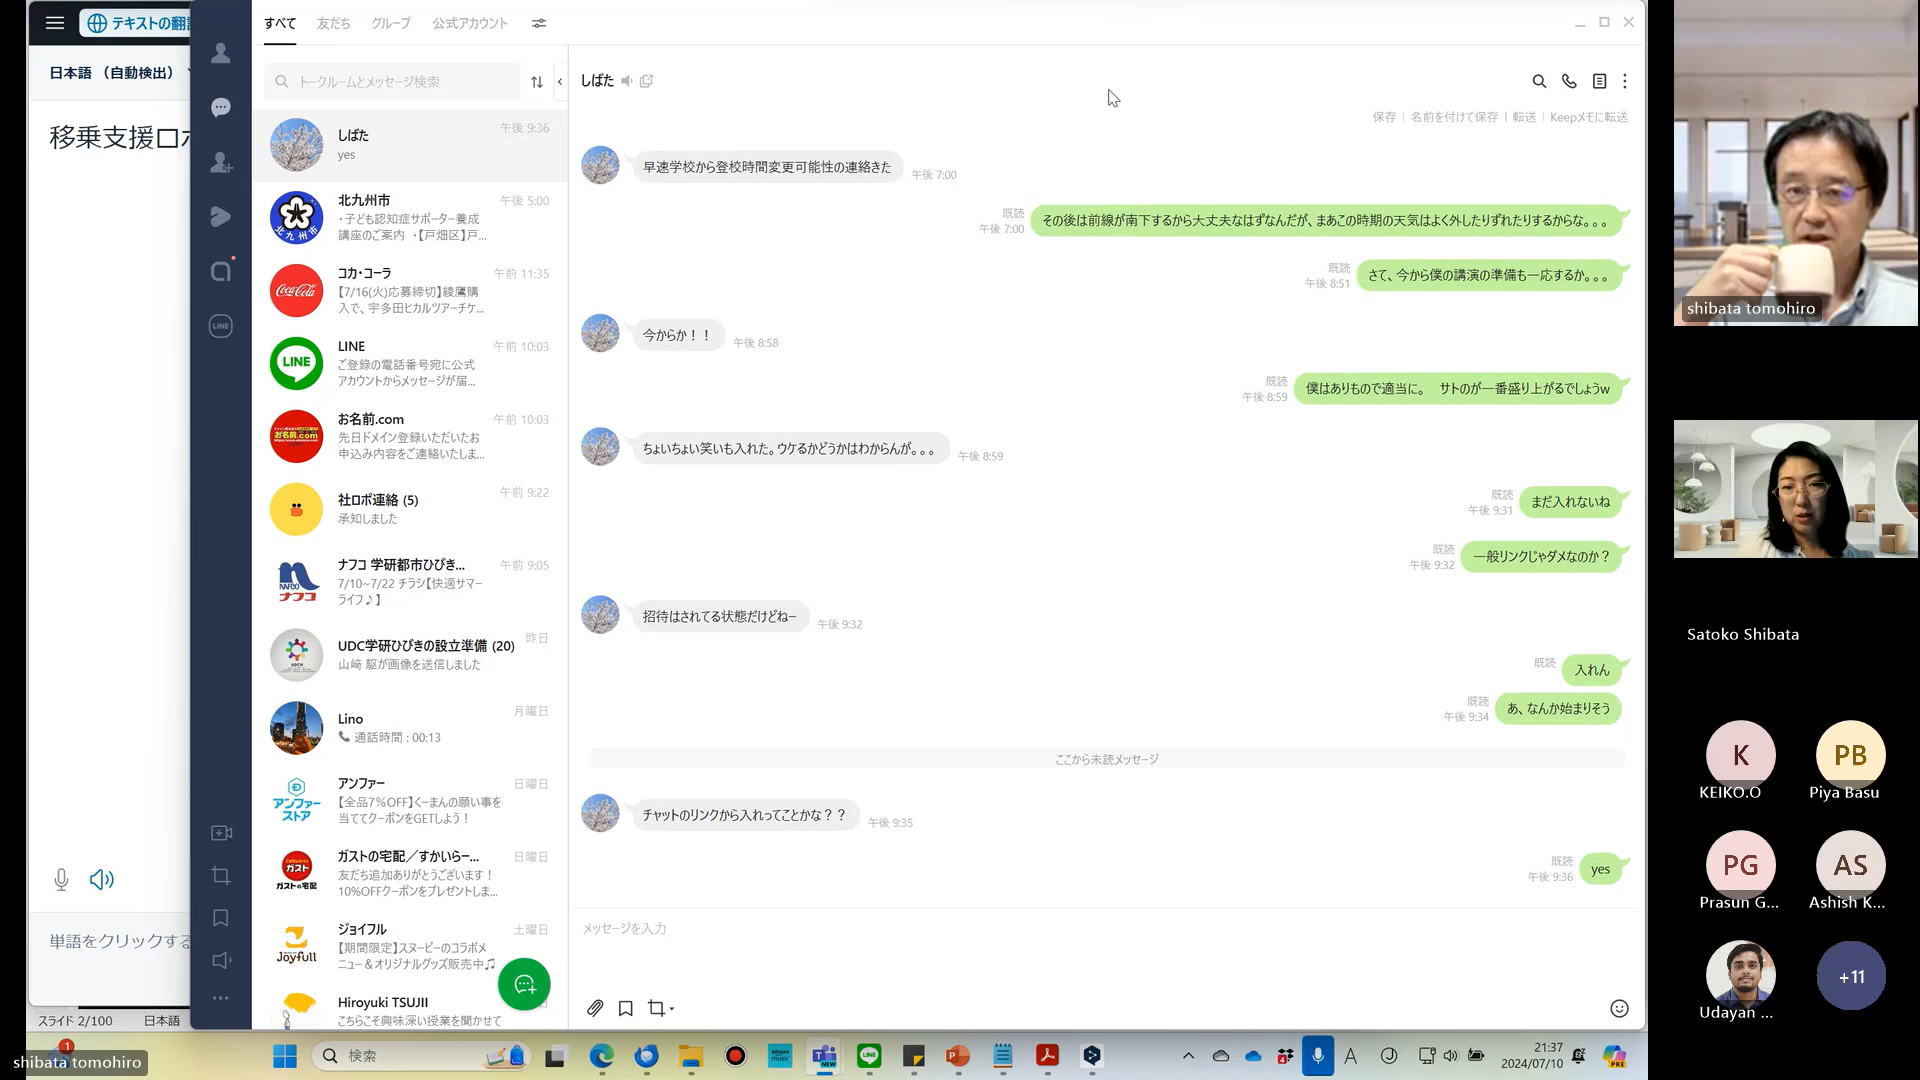 テキストの翻
日本語 （自動検出）
移乗支援ロ
単語をクリックする
スライド 2/100
日本語
すべて
友だち
グループ
公式アカウント
トークルームとメッセージ検索
しばた
午後 9:36
yes
北九州市
午後 5:00
・子ども認知症サポーター養成
講座のご案内 ・【戸畑区】戸...
北九州市
コカ・コーラ
午前 11:35
【7/16(火)応募締切】綾鷹購
入で、宇多田ヒカルツアーチケ...
Coca-Cola
LINE
午前 10:03
ご登録の電話番号宛に公式
アカウントからメッセージが届...
LINE
お名前.com
午前 10:03
先日ドメイン登録いただいたお
申込み内容をご連絡いたしま...
お名前.com
社ロボ連絡 (5)
午前 9:22
承知しました
ナフコ 学研都市ひびき...
午前 9:05
7/10~7/22 チラシ【快適サマー
ライフ♪】
NAFCO
ナフコ
UDC学研ひびきの設立準備 (20)
昨日
山﨑 駆が画像を送信しました
Lino
月曜日
通話時間 : 00:13
アンファー
日曜日
【全品7%OFF】くーまんの願い事を
当ててクーポンをGETしよう！
アンファー
ストア
ガストの宅配／すかいらー...
日曜日
友だち追加ありがとうございます！
10%OFFクーポンをプレゼントしま...
ガスト
ガストの宅配
ジョイフル
土曜日
【期間限定】スヌーピーのコラボメ
ニュー＆オリジナルグッズ販売中♫
Joyfull
Hiroyuki TSUJII
こちらこそ興味深い授業を聞かせて
LINE
しばた
保存 | 名前を付けて保存 | 転送 | Keepメモに転送
早速学校から登校時間変更可能性の連絡きた
午後 7:00
既読
午後 7:00
その後は前線が南下するから大丈夫なはずなんだが、まあこの時期の天気はよく外したりずれたりするからな。。。
既読
午後 8:51
さて、今から僕の講演の準備も一応するか。。。
今からか！！
午後 8:58
既読
午後 8:59
僕はありもので適当に。 サトのが一番盛り上がるでしょうw
ちょいちょい笑いも入れた。ウケるかどうかはわからんが。。。
午後 8:59
既読
午後 9:31
まだ入れないね
既読
午後 9:32
一般リンクじゃダメなのか？
招待はされてる状態だけどねー
午後 9:32
既読
入れん
既読
午後 9:34
あ、なんか始まりそう
ここから未読メッセージ
チャットのリンクから入れってことかな？？
午後 9:35
既読
午後 9:36
yes
メッセージを入力
shibata tomohiro
Satoko Shibata
K
KEIKO.O
PB
Piya Basu
PG
Prasun G...
AS
Ashish K...
Udayan ...
+11
1
shibata tomohiro
検索
A
21:37
2024/07/10